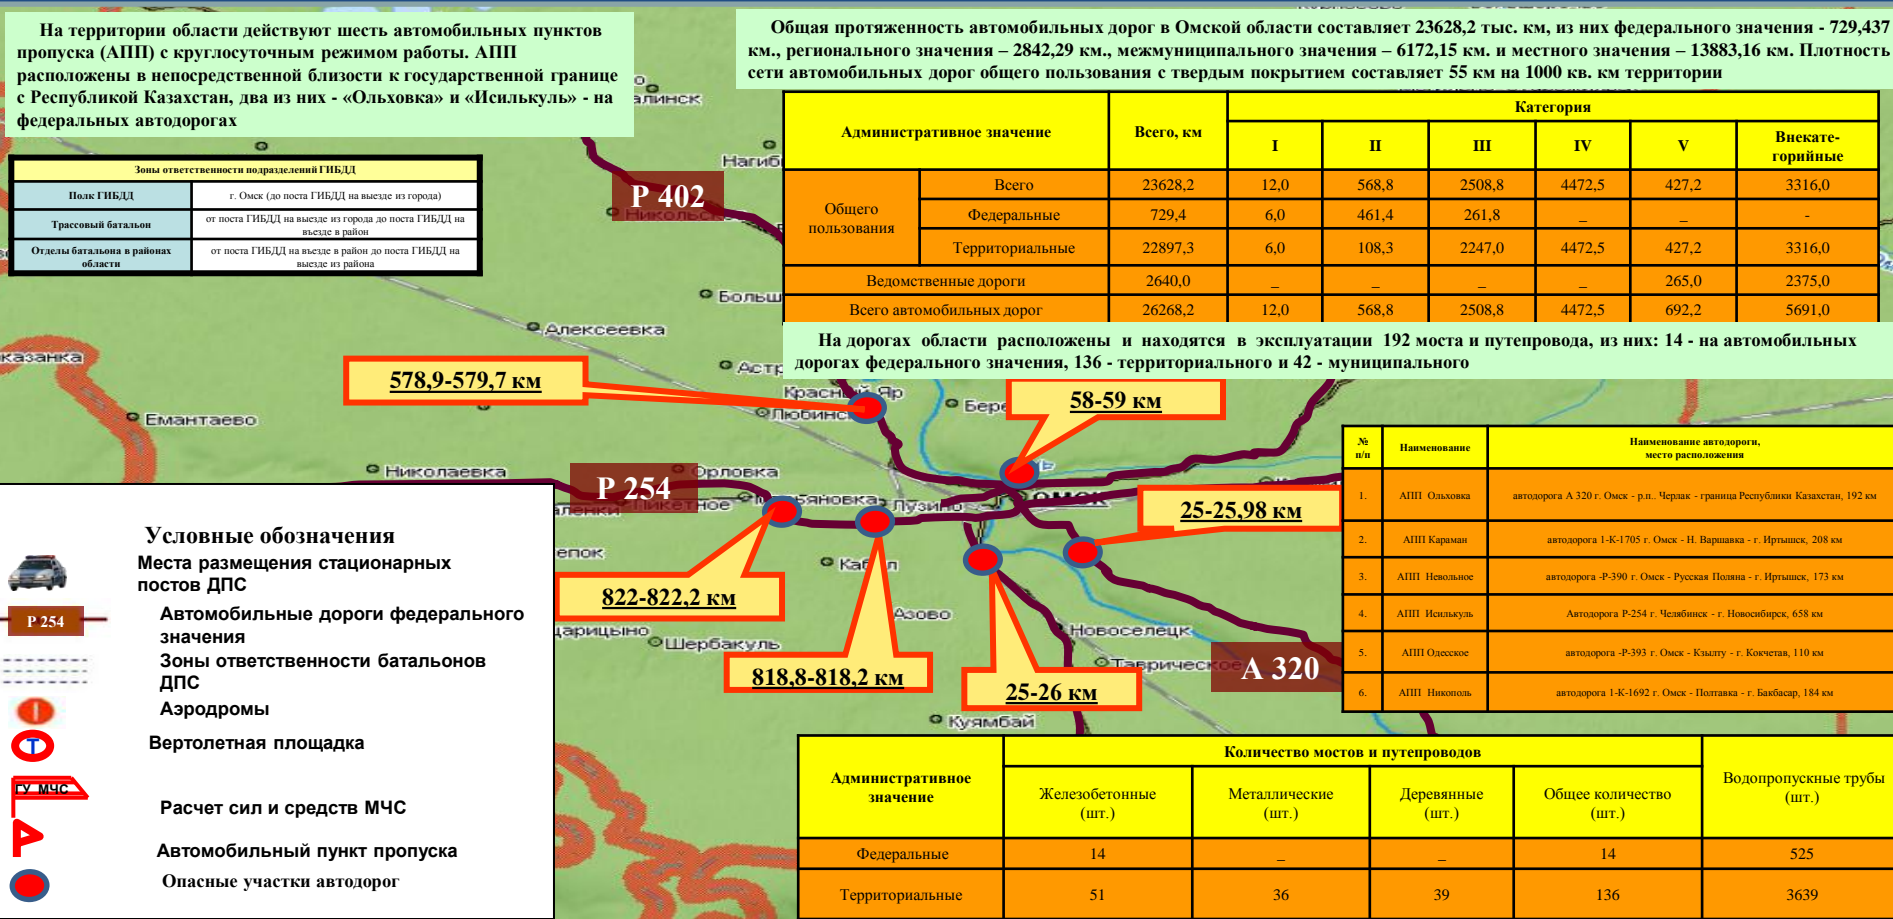 На территории области действуют шесть автомобильных пунктов
пропуска (АПП) с круглосуточным режимом работы. АПП
расположены в непосредственной близости к государственной границе
с Республикой Казахстан, два из них - «Ольховка» и «Исилькуль» - на
федеральных автодорогах
Общая протяженность автомобильных дорог в Омской области составляет 23628,2 тыс. км, из них федерального значения - 729,437
км., регионального значения – 2842,29 км., межмуниципального значения – 6172,15 км. и местного значения – 13883,16 км. Плотность
сети автомобильных дорог общего пользования с твердым покрытием составляет 55 км на 1000 кв. км территории
Зоны ответственности подразделений ГИБДД
Полк ГИБДД г. Омск (до поста ГИБДД на выезде из города)
Трассовый батальон от поста ГИБДД на выезде из города до поста ГИБДД на
въезде в район
Отделы батальона в районах
области
от поста ГИБДД на въезде в район до поста ГИБДД на
выезде из района
Административное значение Всего, км Категория
I II III IV V Внекате-
горийные
Общего
пользования
Всего 23628,2 12,0 568,8 2508,8 4472,5 427,2 3316,0
Федеральные 729,4 6,0 461,4 261,8 _ _ -
Территориальные 22897,3 6,0 108,3 2247,0 4472,5 427,2 3316,0
Ведомственные дороги 2640,0 _ _ _ _ 265,0 2375,0
Всего автомобильных дорог 26268,2 12,0 568,8 2508,8 4472,5 692,2 5691,0
На дорогах области расположены и находятся в эксплуатации 192 моста и путепровода, из них: 14 - на автомобильных
дорогах федерального значения, 136 - территориального и 42 - муниципального
Р 402
Алексеевка
578,9-579,7 км
Красный Яр
58-59 км
Емантаево
Николаевка
Орловка
Р 254
Лузино
Омск
25-25,98 км
822-822,2 км
Азово
Шербакуль
Новоселецк
Таврическое
А 320
818,8-818,2 км
25-26 км
Куямбай
№
п/п
Наименование
Наименование автодороги,
место расположения
1. АПП Ольховка автодорога А 320 г. Омск - р.п.. Черлак - граница Республики Казахстан, 192 км
2. АПП Караман автодорога 1-К-1705 г. Омск - Н. Варшавка - г. Иртышск, 208 км
3. АПП Невольное автодорога -Р-390 г. Омск - Русская Поляна - г. Иртышск, 173 км
4. АПП Исилькуль Автодорога Р-254 г. Челябинск - г. Новосибирск, 658 км
5. АПП Одесское автодорога -Р-393 г. Омск - Кзылту - г. Кокчетав, 110 км
6. АПП Никополь автодорога 1-К-1692 г. Омск - Полтавка - г. Бакбасар, 184 км
Условные обозначения
Места размещения стационарных
постов ДПС
Р 254
Автомобильные дороги федерального
значения
Зоны ответственности батальонов
ДПС
Аэродромы
Т
Вертолетная площадка
ГУ МЧС
Расчет сил и средств МЧС
Автомобильный пункт пропуска
Опасные участки автодорог
Административное
значение
Количество мостов и путепроводов
Железобетонные
(шт.)
Металлические
(шт.)
Деревянные
(шт.)
Общее количество
(шт.)
Водопропускные трубы
(шт.)
Федеральные 14 _ _ 14 525
Территориальные 51 36 39 136 3639